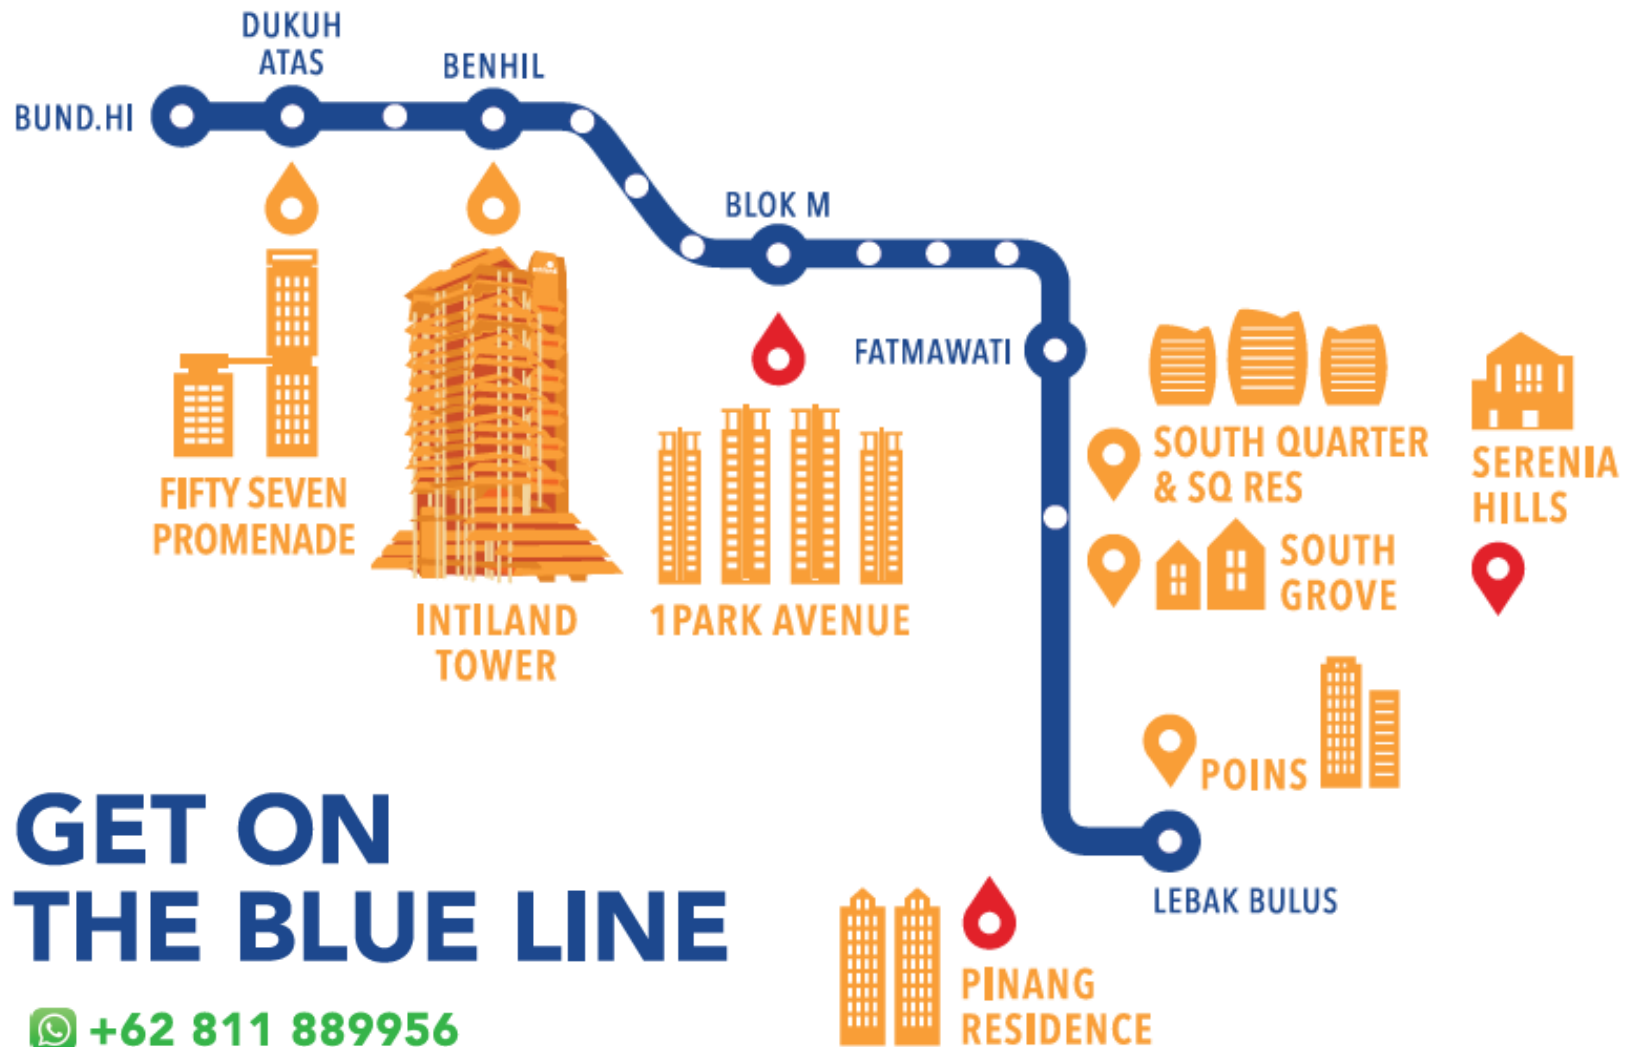 DUKUH
ATAS
BENHIL
BUND.HI
BLOK M
FATMAWATI
SOUTH QUARTER
& SQ RES
SERENIA
HILLS
FIFTY SEVEN
PROMENADE
SOUTH
GROVE
INTILAND
TOWER
1PARK AVENUE
POINS
GET ON
THE BLUE LINE
LEBAK BULUS
PINANG
RESIDENCE
+62 811 889956